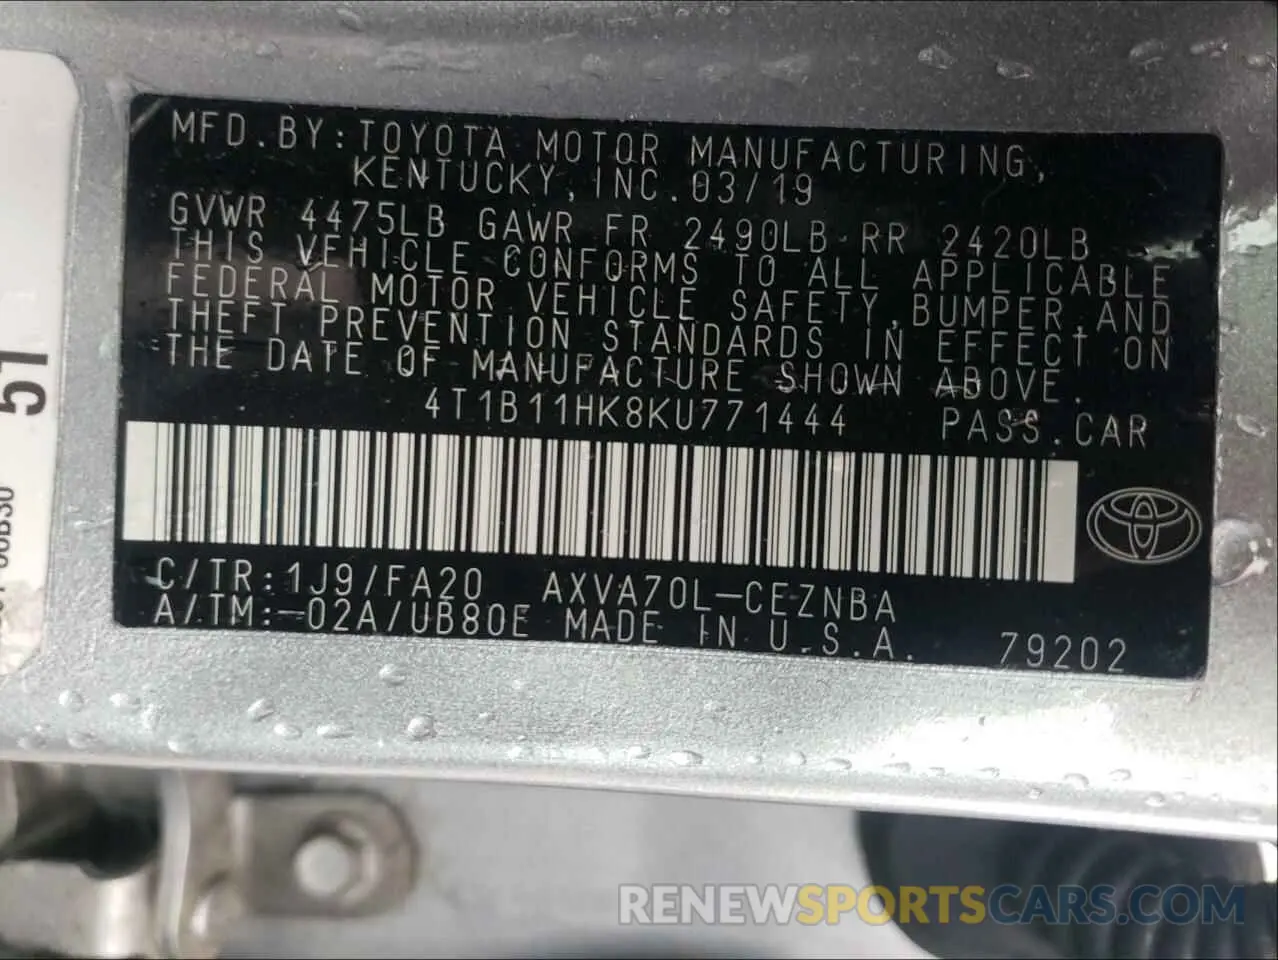 MFD.BY:TOYOTA MOTOR MANUFACTURING,
KENTUCKY, INC.03/19
GVWR 4475LB GAWR FR 2490LB RR 2420LB
THIS VEHICLE CONFORMS TO ALL APPLICABLE
FEDERAL MOTOR VEHICLE SAFETY,BUMPER,AND
THEFT PREVENTION STANDARDS IN EFFECT ON
THE DATE OF MANUFACTURE SHOWN ABOVE.
4T1B11HK8KU771444 PASS.CAR
C/TR:1J9/FA20 AXVA70L-CEZNBA
A/TM:-02A/UB80E MADE IN U.S.A. 79202
51
RENEWSPORTSCARS.COM